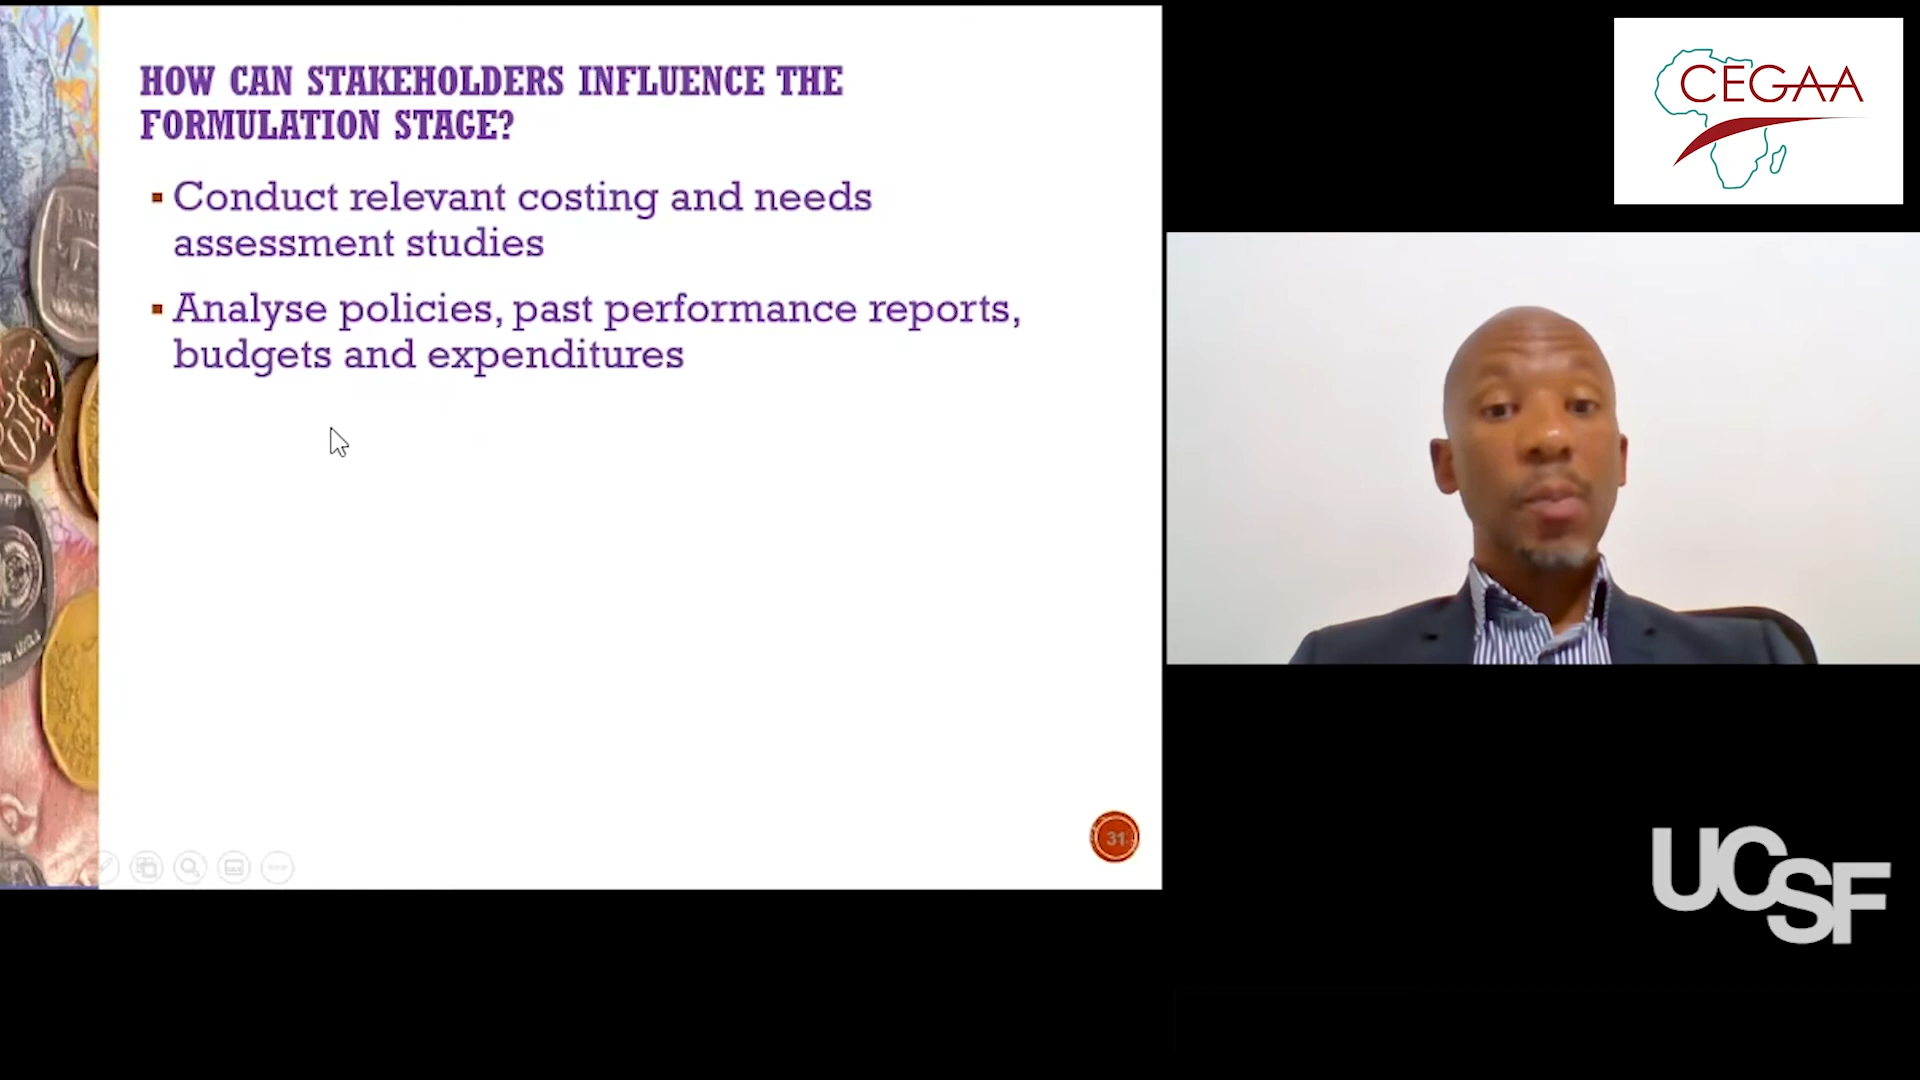 HOW CAN STAKEHOLDERS INFLUENCE THE
FORMULATION STAGE?
▪ Conduct relevant costing and needs
assessment studies
▪ Analyse policies, past performance reports,
budgets and expenditures
31
CEGAA
UCSF